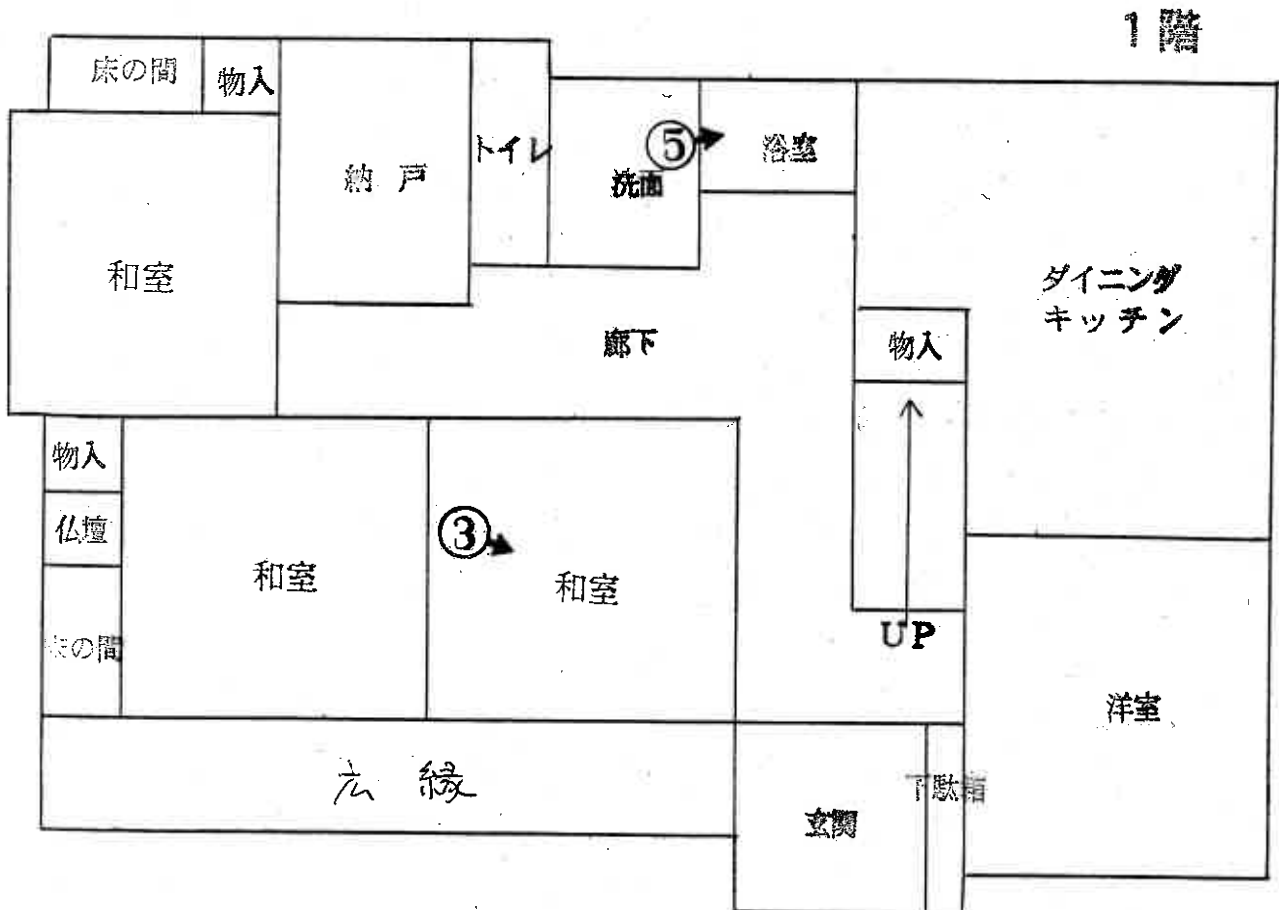 1階
床の間
物入
納戸
トイレ
洗面
⑤
浴室
和室
ダイニング
キッチン
廊下
物入
物入
仏壇
床の間
和室
③
和室
UP
洋室
広縁
玄関
下駄箱